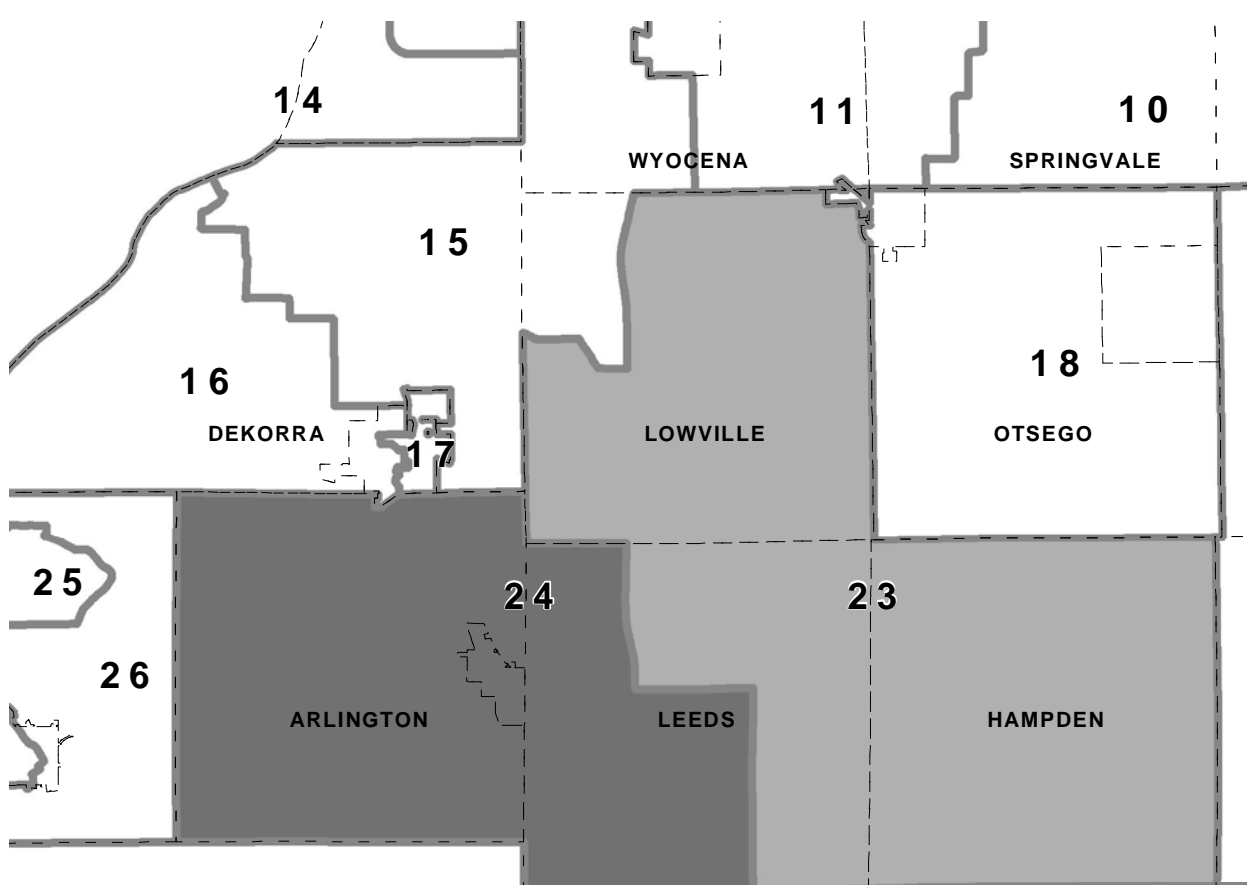 14
11
10
WYOCENA
SPRINGVALE
15
18
16
DEKORRA
LOWVILLE
OTSEGO
17
25
24
23
26
ARLINGTON
LEEDS
HAMPDEN